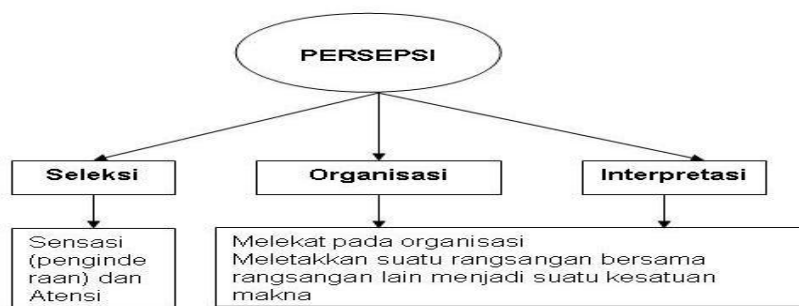 PERSEPSI
Seleksi
Organisasi
Interpretasi
Sensasi
(penginde
raan) dan
Atensi
Melekat pada organisasi
Meletakkan suatu rangsangan bersama
rangsangan lain menjadi suatu kesatuan
makna